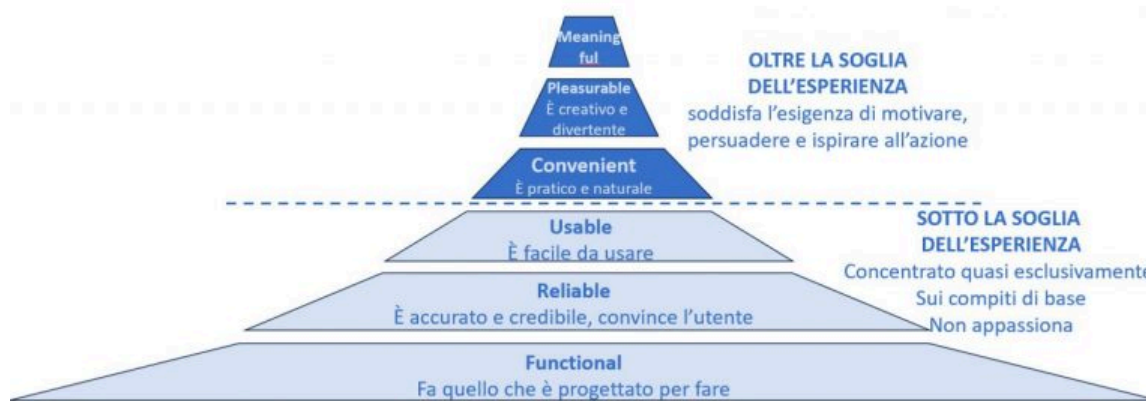 Meaning
ful
Pleasurable
È creativo e
divertente
Convenient
È pratico e naturale
OLTRE LA SOGLIA
DELL’ESPERIENZA
soddisfa l’esigenza di motivare,
persuadere e ispirare all’azione
Usable
È facile da usare
Reliable
È accurato e credibile, convince l’utente
Functional
Fa quello che è progettato per fare
SOTTO LA SOGLIA
DELL’ESPERIENZA
Concentrato quasi esclusivamente
Sui compiti di base
Non appassiona